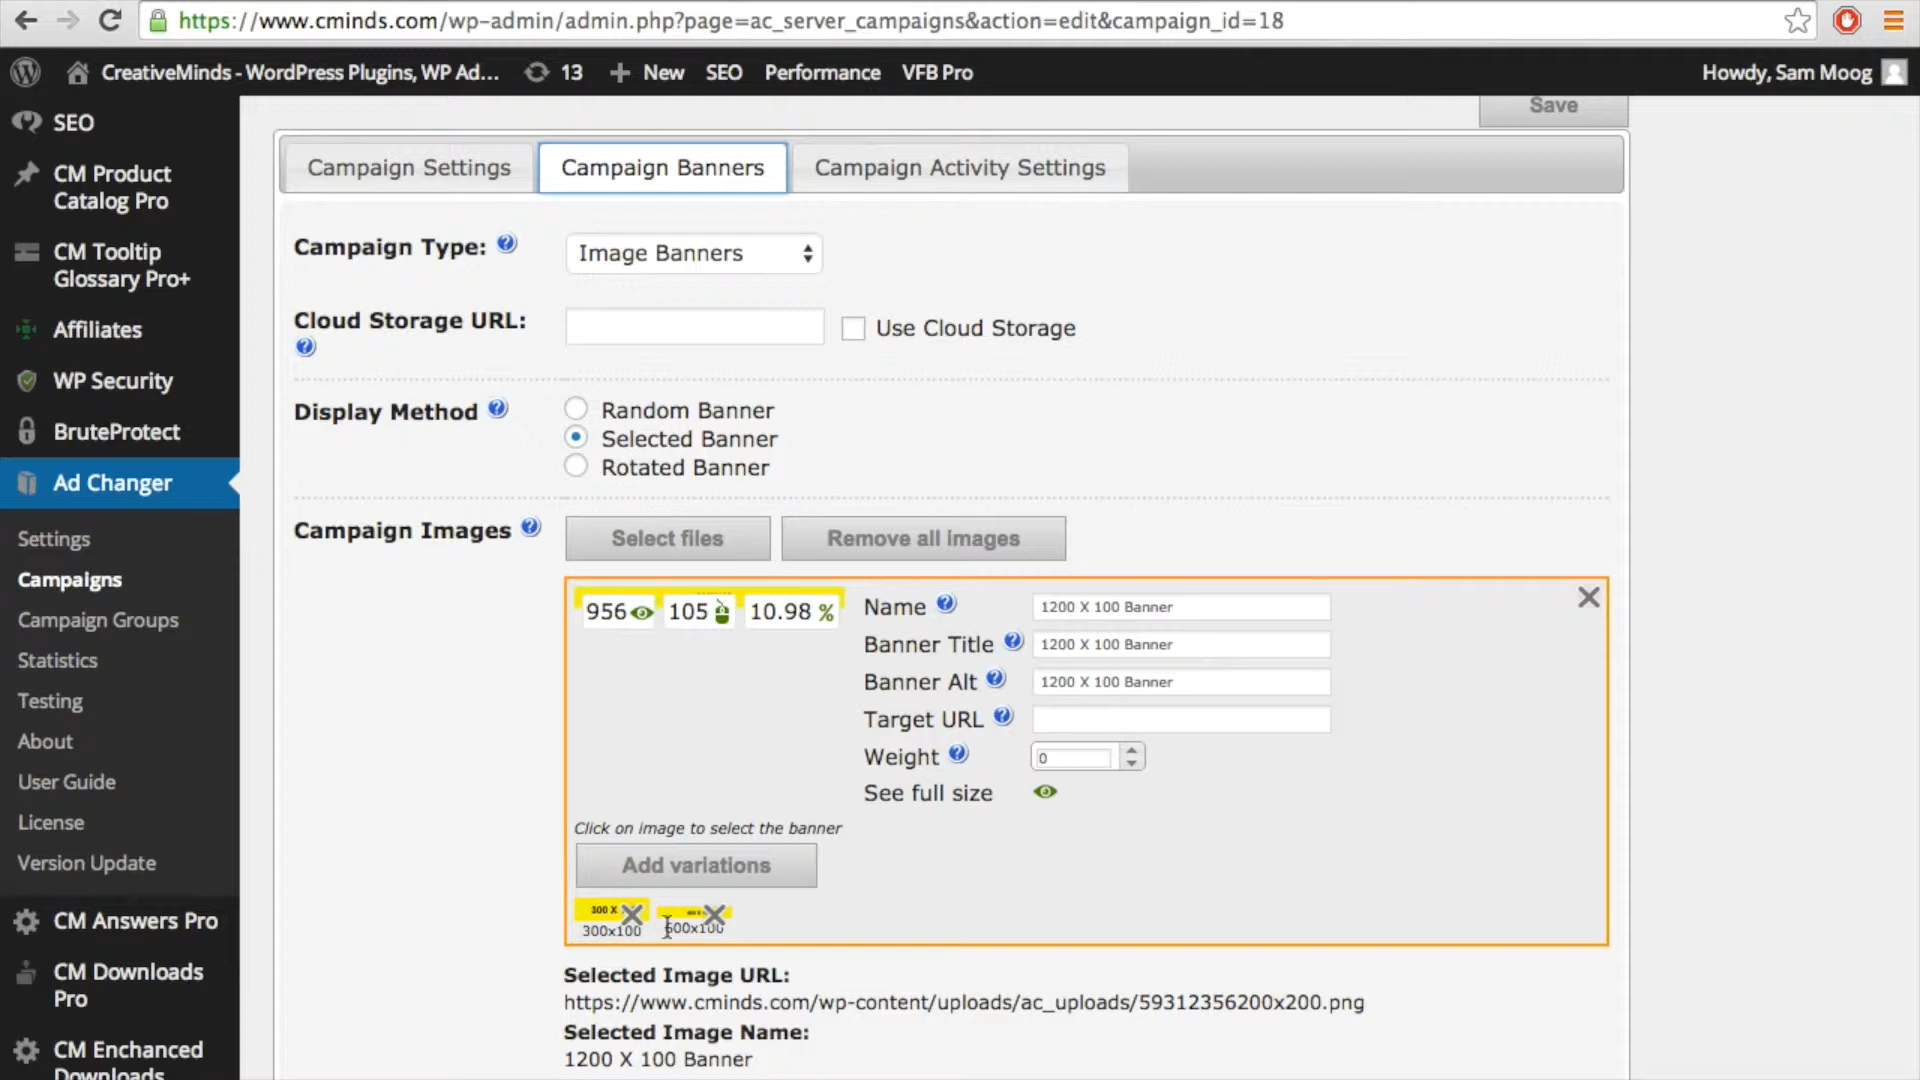 https://www.cminds.com/wp-admin/admin.php?page=ac_server_campaigns&action=edit&campaign_id=18
CreativeMinds - WordPress Plugins, WP Ad... 13 + New SEO Performance VFB Pro Howdy, Sam Moog
SEO
CM Product
Catalog Pro
CM Tooltip
Glossary Pro+
Affiliates
WP Security
BruteProtect
Ad Changer
Settings
Campaigns
Campaign Groups
Statistics
Testing
About
User Guide
License
Version Update
CM Answers Pro
CM Downloads
Pro
CM Enchanced
Downloads
Save
Campaign Settings Campaign Banners Campaign Activity Settings
Campaign Type: ? Image Banners
Cloud Storage URL: Use Cloud Storage
?
Display Method ? Random Banner
Selected Banner
Rotated Banner
Campaign Images ? Select files Remove all images
956 105 10.98 %
Name ? 1200 X 100 Banner
Banner Title ? 1200 X 100 Banner
Banner Alt ? 1200 X 100 Banner
Target URL ?
Weight ? 0
See full size
Click on image to select the banner
Add variations
300 X
300x100 600x100
Selected Image URL:
https://www.cminds.com/wp-content/uploads/ac_uploads/59312356200x200.png
Selected Image Name:
1200 X 100 Banner